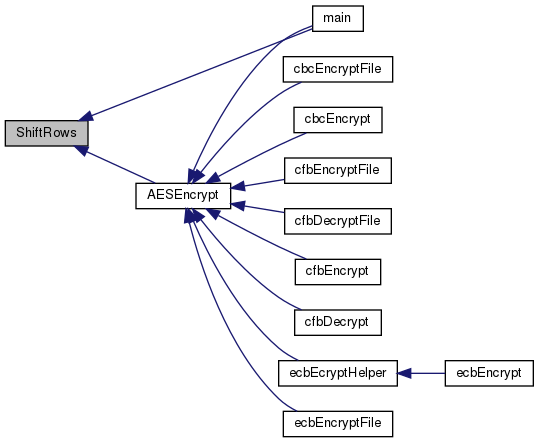 main
cbcEncryptFile
cbcEncrypt
ShiftRows
cfbEncryptFile
AESEncrypt
cfbDecryptFile
cfbEncrypt
cfbDecrypt
ecbEcryptHelper
ecbEncrypt
ecbEncryptFile